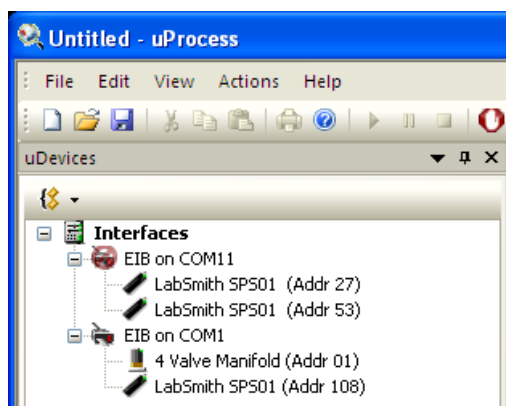 Untitled - uProcess
File Edit View Actions Help
uDevices
Interfaces
EIB on COM11
LabSmith SPS01 (Addr 27)
LabSmith SPS01 (Addr 53)
EIB on COM1
4 Valve Manifold (Addr 01)
LabSmith SPS01 (Addr 108)